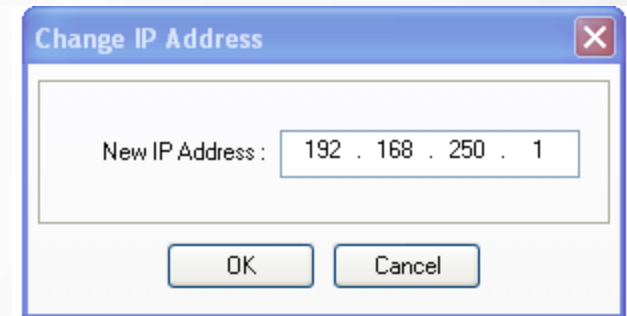 Change IP Address
New IP Address : 192 . 168 . 250 . 1
OK Cancel